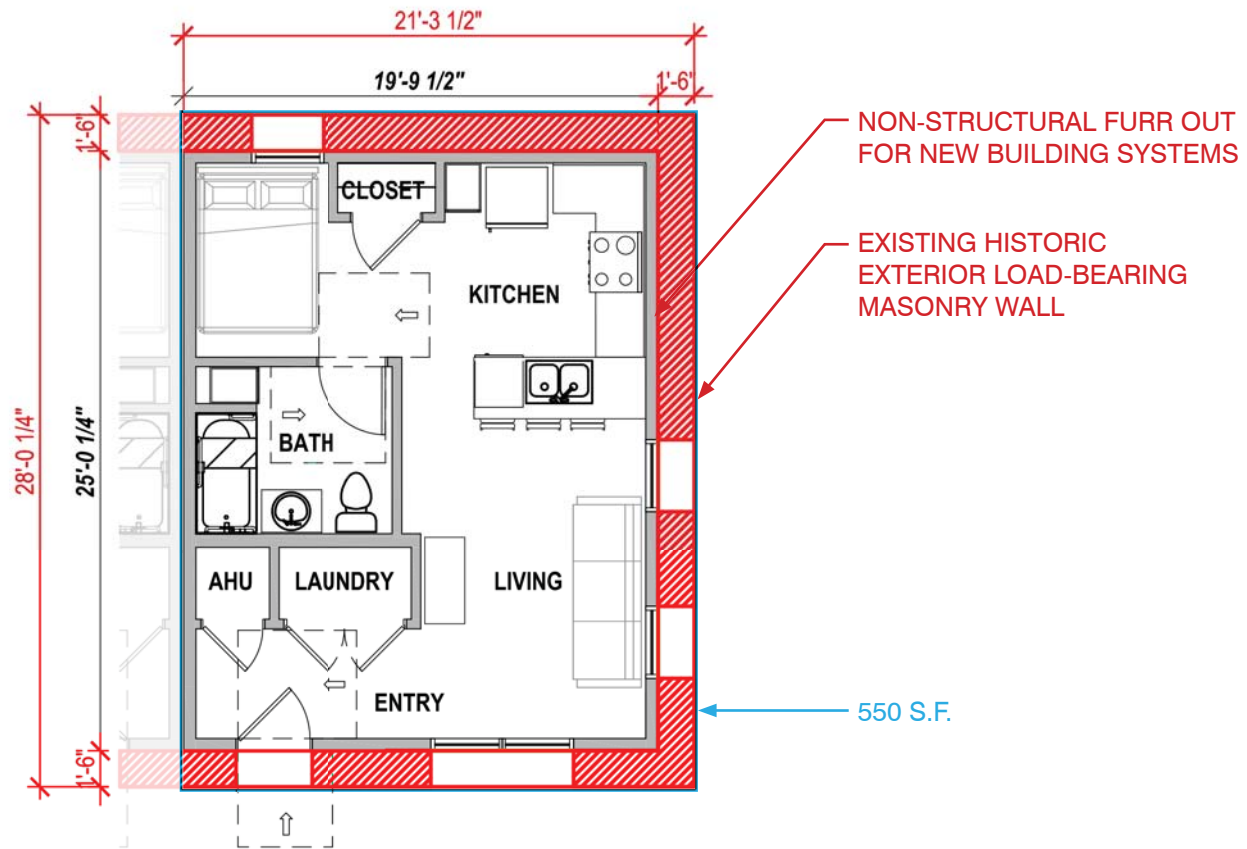 21'-3 1/2"
19'-9 1/2"
1'-6"
1'-6"
NON-STRUCTURAL FURR OUT
FOR NEW BUILDING SYSTEMS
CLOSET
EXISTING HISTORIC
EXTERIOR LOAD-BEARING
MASONRY WALL
KITCHEN
28'-0 1/4"
25'-0 1/4"
BATH
AHU
LAUNDRY
LIVING
ENTRY
550 S.F.
1'-6"